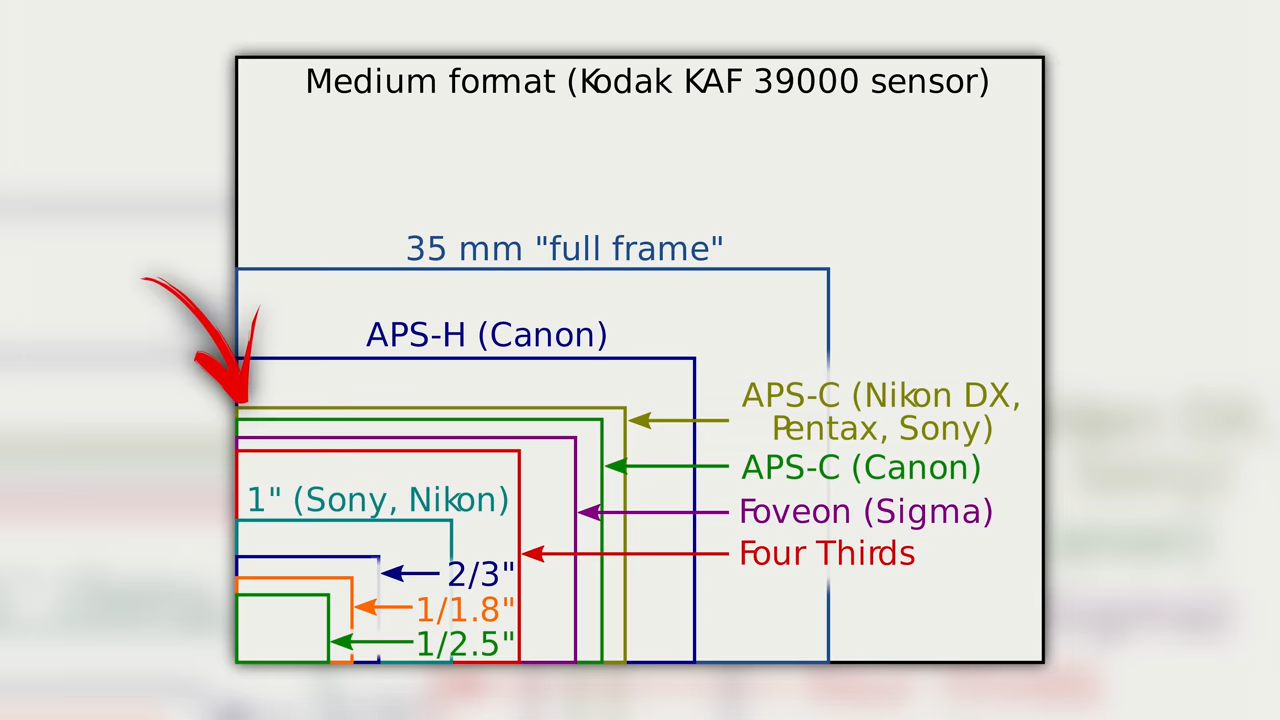 Medium format (Kodak KAF 39000 sensor)
35 mm "full frame"
APS-H (Canon)
APS-C (Nikon DX,
Pentax, Sony)
APS-C (Canon)
1" (Sony, Nikon)
Foveon (Sigma)
Four Thirds
2/3"
1/1.8"
1/2.5"